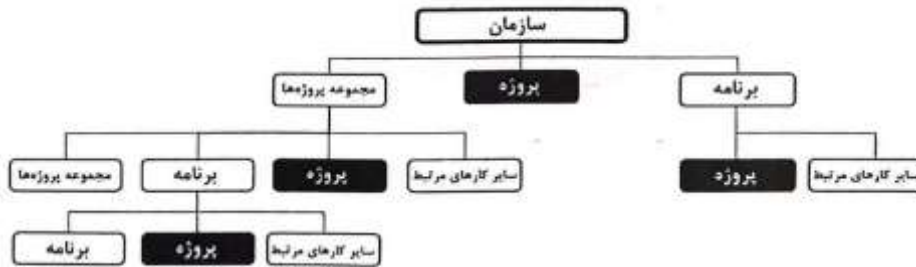 سازمان
برنامه
پروژه
مجموعه پروژه‌ها
سایر کارهای مرتبط
پروژه
سایر کارهای مرتبط
پروژه
برنامه
مجموعه پروژه‌ها
سایر کارهای مرتبط
پروژه
برنامه